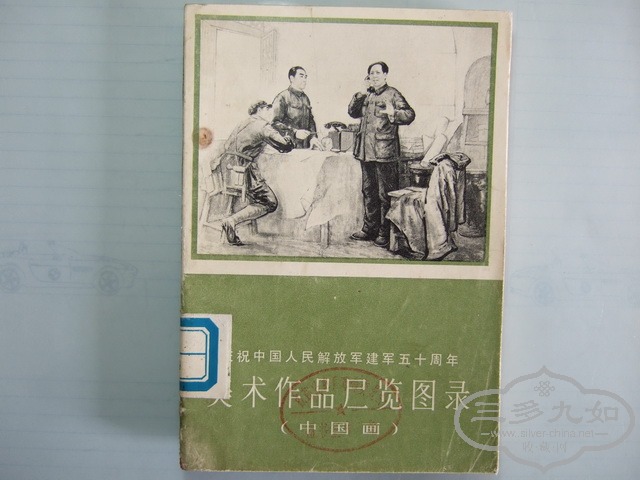 庆祝中国人民解放军建军五十周年
美术作品尸览图录
（中国画）
三多九如